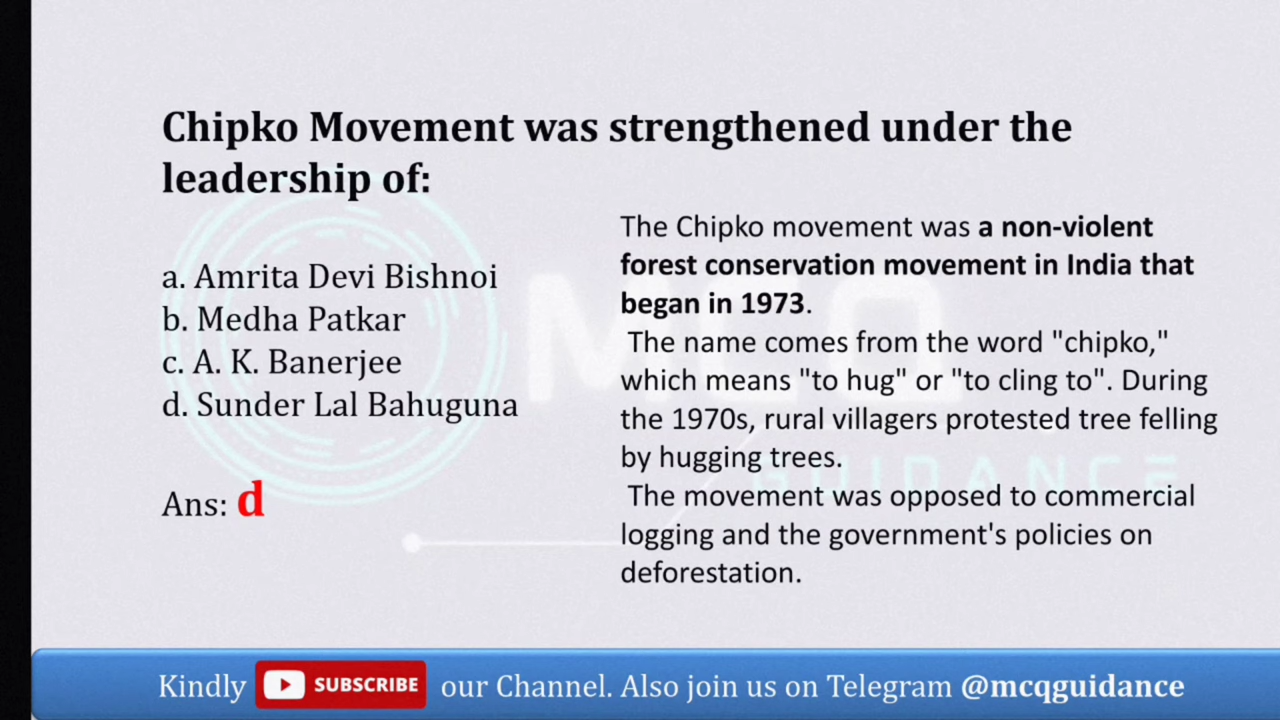 Chipko Movement was strengthened under the
leadership of:
a. Amrita Devi Bishnoi
b. Medha Patkar
c. A. K. Banerjee
d. Sunder Lal Bahuguna
Ans: d
The Chipko movement was a non-violent
forest conservation movement in India that
began in 1973.
The name comes from the word "chipko,"
which means "to hug" or "to cling to". During
the 1970s, rural villagers protested tree felling
by hugging trees.
The movement was opposed to commercial
logging and the government's policies on
deforestation.
MCQ
GUIDANCE
Kindly SUBSCRIBE our Channel. Also join us on Telegram @mcqguidance